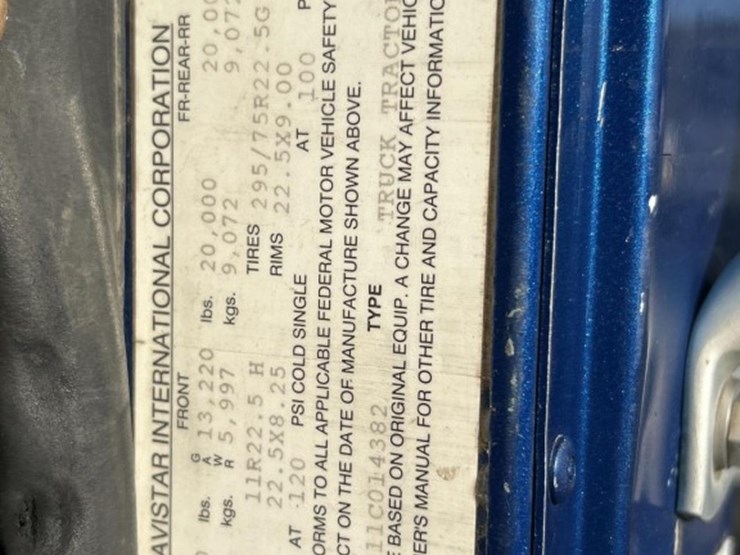 AVISTAR INTERNATIONAL CORPORATION
FRONT FR-REAR-RR
lbs. G A W R 13,220 lbs. 20,000 20,00
kgs. 5,997 kgs. 9,072 9,072
11R22.5 H TIRES 295/75R22.5G
22.5X8.25 RIMS 22.5X9.00
AT 120 PSI COLD SINGLE AT 100 P
ORMS TO ALL APPLICABLE FEDERAL MOTOR VEHICLE SAFETY
CT ON THE DATE OF MANUFACTURE SHOWN ABOVE.
11C014382 TYPE TRUCK TRACTO
E BASED ON ORIGINAL EQUIP. A CHANGE MAY AFFECT VEHIC
ER'S MANUAL FOR OTHER TIRE AND CAPACITY INFORMATIO